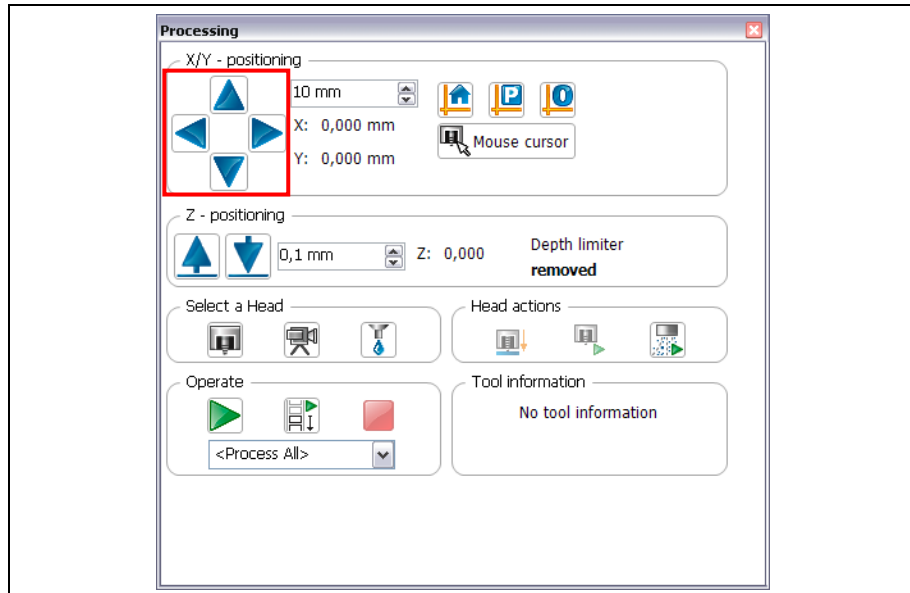 Processing
X/Y - positioning
10 mm
X: 0,000 mm
Y: 0,000 mm
P
0
Mouse cursor
Z - positioning
0,1 mm
Z: 0,000
Depth limiter
removed
Select a Head
Head actions
Operate
<Process All>
Tool information
No tool information